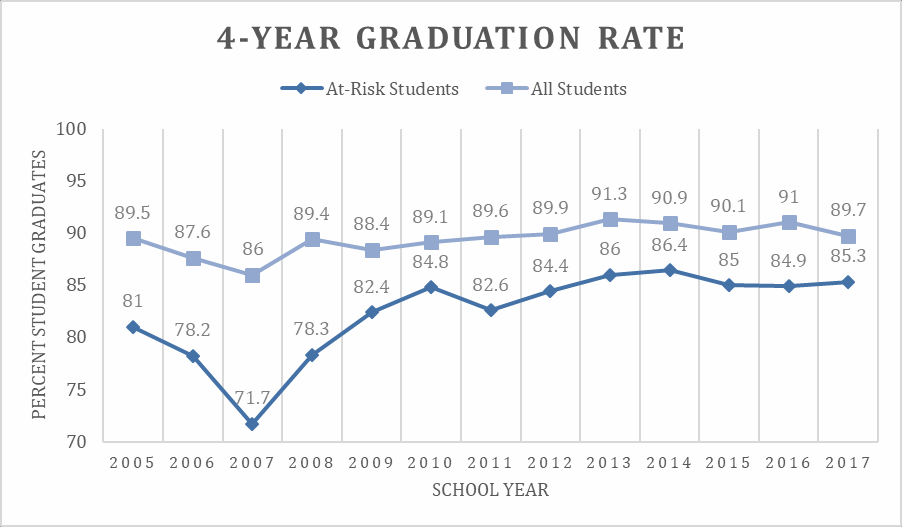 4-YEAR GRADUATION RATE
At-Risk Students All Students
PERCENT STUDENT GRADUATES
100
95
90
85
80
75
70
89.5 87.6 86 89.4 88.4 89.1 89.6 89.9 91.3 90.9 90.1 91 89.7
81 78.2 71.7 78.3 82.4 84.8 82.6 84.4 86 86.4 85 84.9 85.3
2005 2006 2007 2008 2009 2010 2011 2012 2013 2014 2015 2016 2017
SCHOOL YEAR